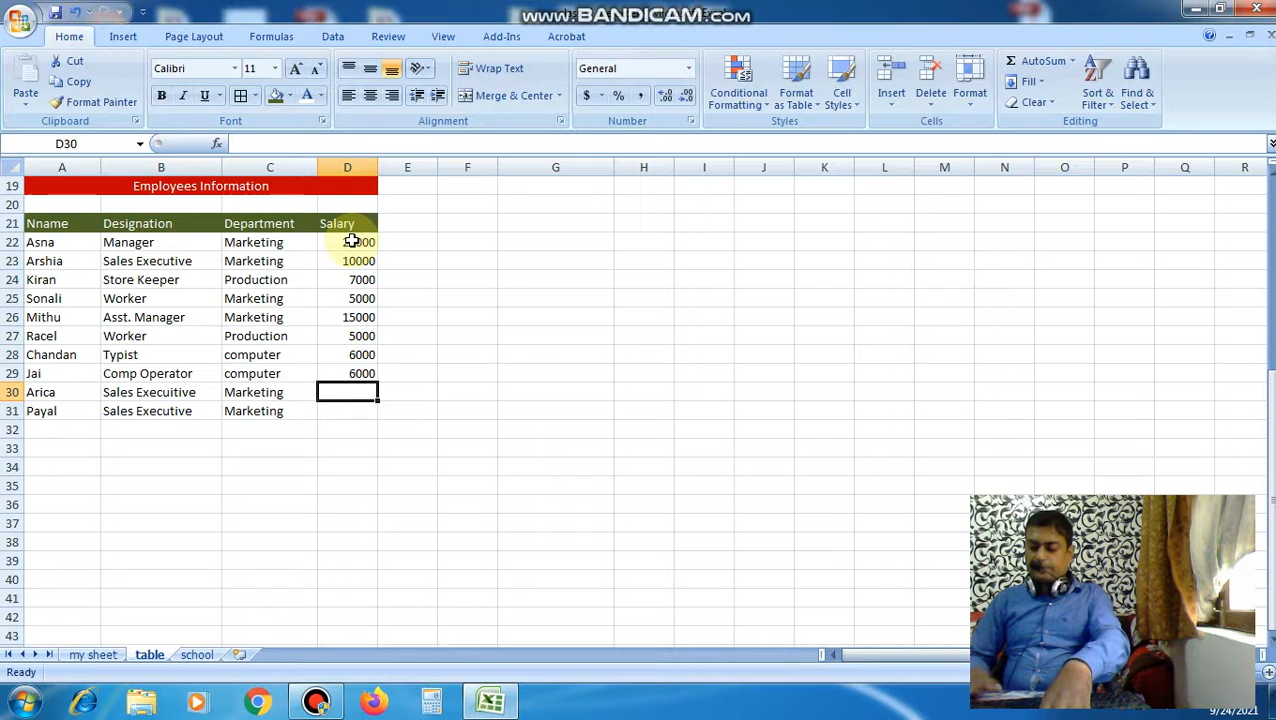 www.BANDICAM.com
Home Insert Page Layout Formulas Data Review View Add-Ins Acrobat
Paste
Cut
Copy
Format Painter
Clipboard
Calibri 11
B I U
Font
Wrap Text
Merge & Center
Alignment
General
$ % ,
Number
Conditional Formatting
Format as Table
Cell Styles
Styles
Insert Delete Format
Cells
AutoSum
Fill
Clear
Sort & Filter
Find & Select
Editing
D30
fx
A B C D E F G H I J K L M N O P Q R
19 Employees Information
20
21 Nname Designation Department Salary
22 Asna Manager Marketing
23 Arshia Sales Executive Marketing 10000
24 Kiran Store Keeper Production 7000
25 Sonali Worker Marketing 5000
26 Mithu Asst. Manager Marketing 15000
27 Racel Worker Production 5000
28 Chandan Typist computer 6000
29 Jai Comp Operator computer 6000
30 Arica Sales Execuitive Marketing
31 Payal Sales Executive Marketing
32
33
34
35
36
37
38
39
40
41
42
43
my sheet table school
Ready
9/24/2021